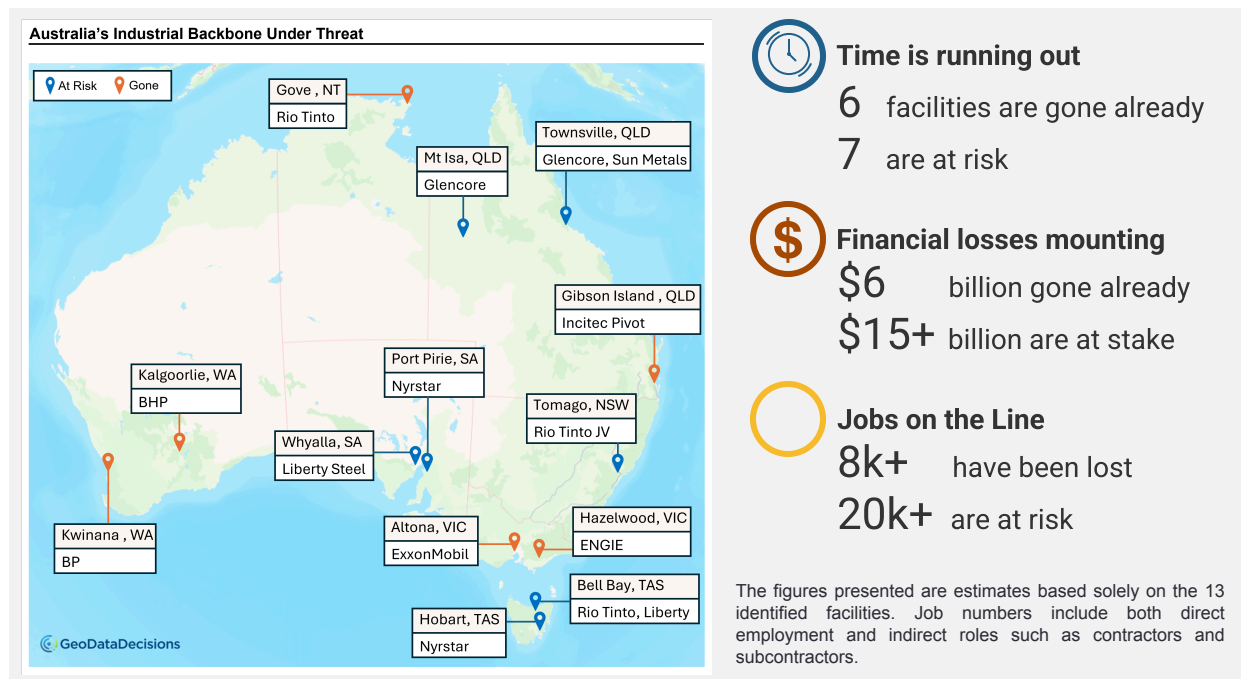 Australia's Industrial Backbone Under Threat
At Risk
Gone
Gove , NT
Rio Tinto
Mt Isa, QLD
Glencore
Townsville, QLD
Glencore, Sun Metals
Gibson Island , QLD
Incitec Pivot
Port Pirie, SA
Nyrstar
Kalgoorlie, WA
BHP
Tomago, NSW
Rio Tinto JV
Whyalla, SA
Liberty Steel
Kwinana , WA
BP
Altona, VIC
ExxonMobil
Hazelwood, VIC
ENGIE
Bell Bay, TAS
Rio Tinto, Liberty
Hobart, TAS
Nyrstar
GeoDataDecisions
Time is running out
6 facilities are gone already
7 are at risk
$
Financial losses mounting
$6 billion gone already
$15+ billion are at stake
Jobs on the Line
8k+ have been lost
20k+ are at risk
The figures presented are estimates based solely on the 13
identified facilities. Job numbers include both direct
employment and indirect roles such as contractors and
subcontractors.